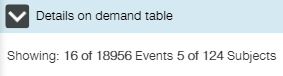 Details on demand table
Showing: 16 of 18956 Events 5 of 124 Subjects